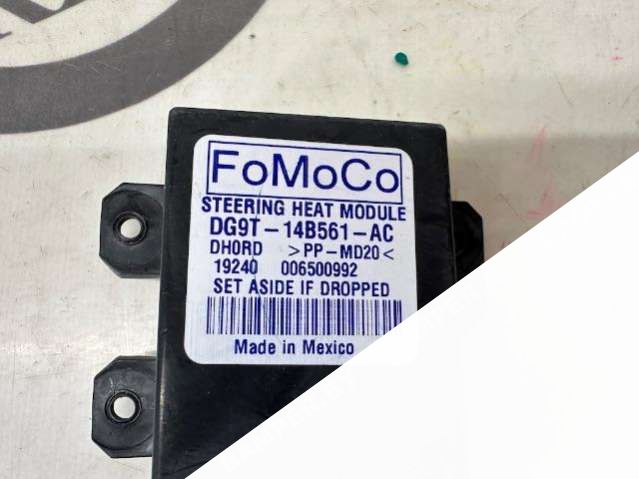 FoMoCo
STEERING HEAT MODULE
DG9T-14B561-AC
DHORD >PP-MD20<
19240 006500992
SET ASIDE IF DROPPED
Made in Mexico